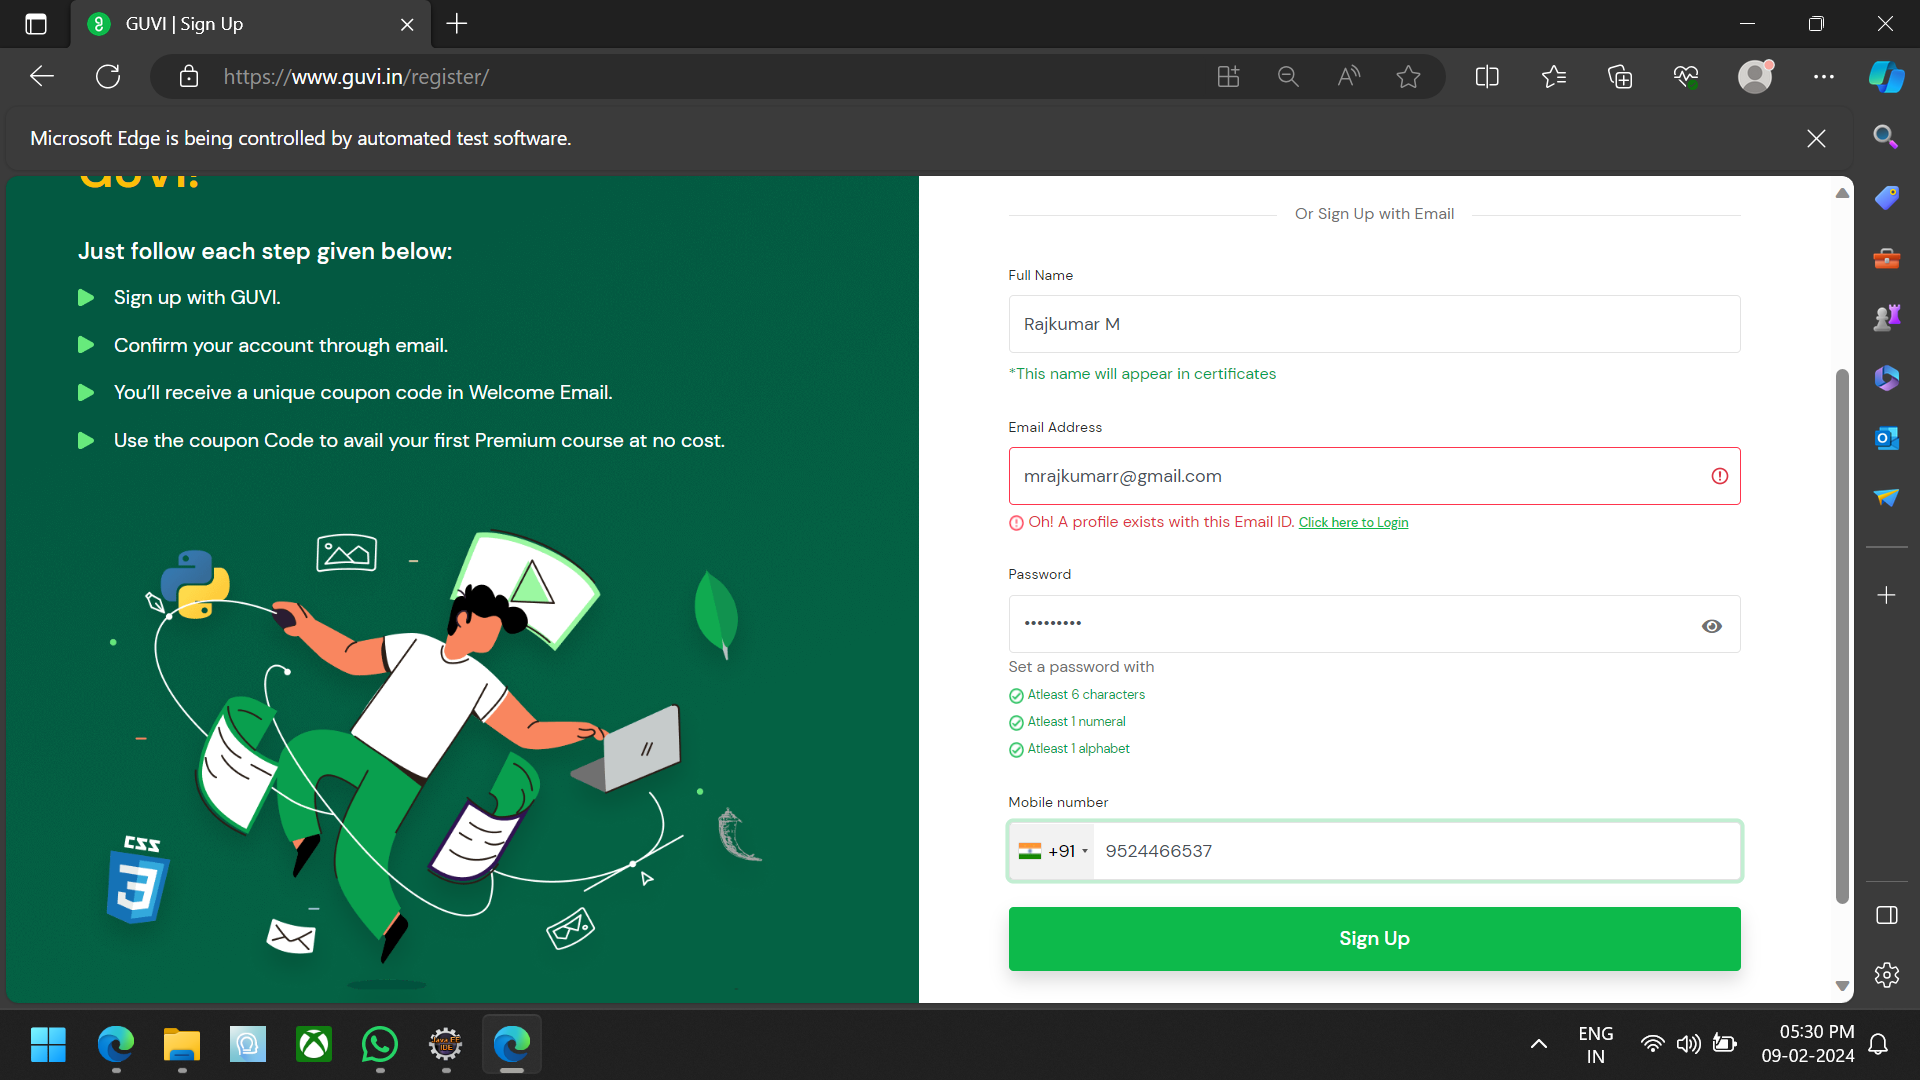 GUVI | Sign Up
https://www.guvi.in/register/
Microsoft Edge is being controlled by automated test software.
GUVI!
Just follow each step given below:
Sign up with GUVI.
Confirm your account through email.
You'll receive a unique coupon code in Welcome Email.
Use the coupon Code to avail your first Premium course at no cost.
CSS
3
Or Sign Up with Email
Full Name
Rajkumar M
*This name will appear in certificates
Email Address
mrajkumarr@gmail.com
Oh! A profile exists with this Email ID. Click here to Login
Password
•••••••••
Set a password with
Atleast 6 characters
Atleast 1 numeral
Atleast 1 alphabet
Mobile number
+91 9524466537
Sign Up
Java EE
IDE
ENG
IN
05:30 PM
09-02-2024